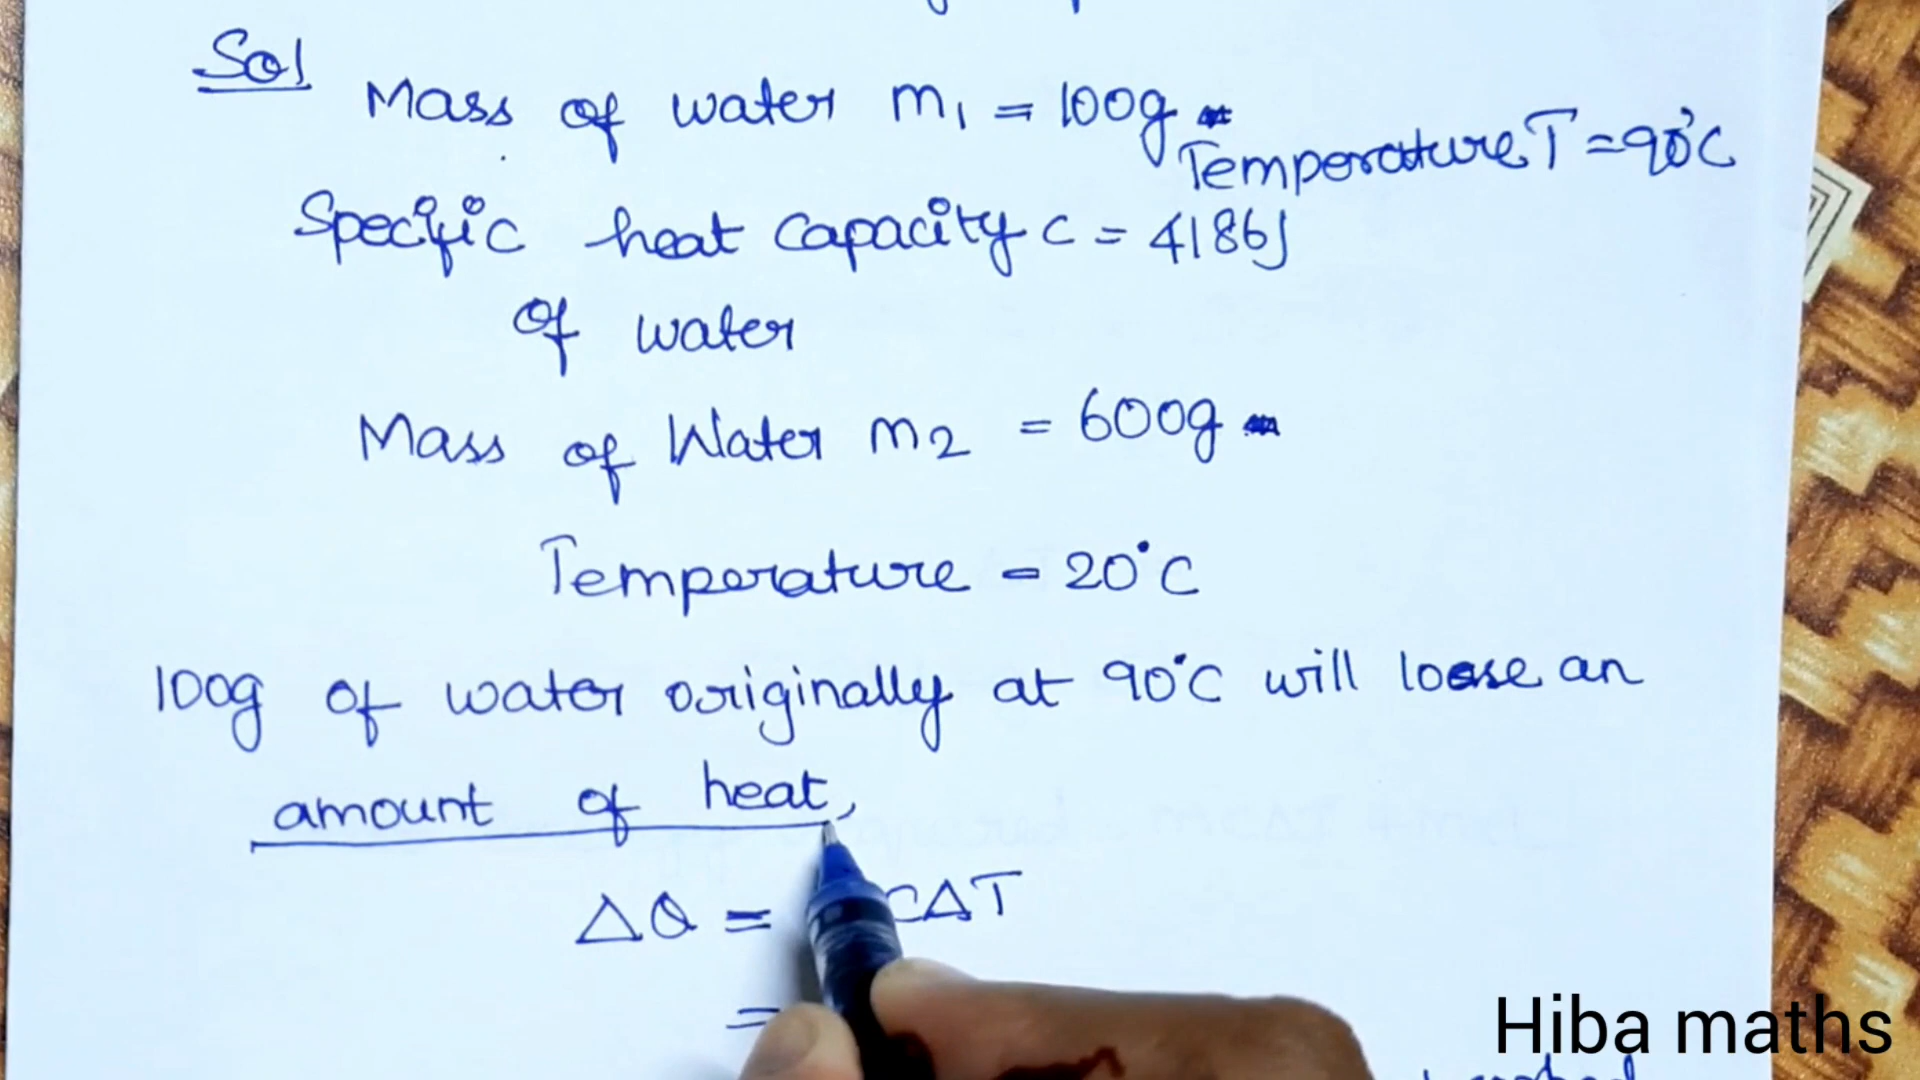 Sol
Mass of water m₁ = 100g
Temperature T = 90°C
Specific heat capacity c = 4186J
of water
Mass of Water m₂ = 600g
Temperature = 20°C
100g of water originally at 90°C will loose an
amount of heat,
ΔQ = CΔT
=
Hiba maths